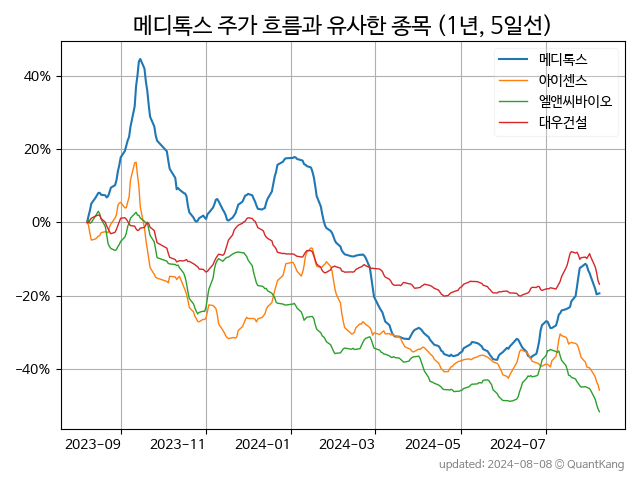 메디톡스 주가 흐름과 유사한 종목 (1년, 5일선)
메디톡스
아이센스
엘앤씨바이오
대우건설
40%
20%
0%
−20%
−40%
2023-09 2023-11 2024-01 2024-03 2024-05 2024-07
updated: 2024-08-08 © QuantKang